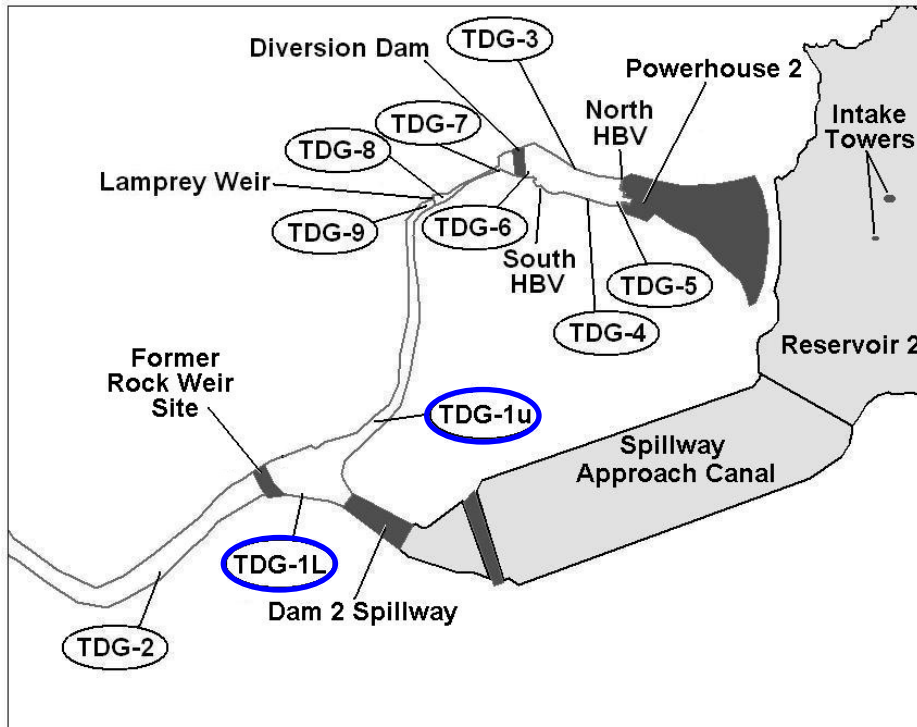 TDG-3
Diversion Dam
Powerhouse 2
TDG-7
North
HBV
Intake
Towers
TDG-8
Lamprey Weir
TDG-9
TDG-6
South
HBV
TDG-5
TDG-4
Reservoir 2
Former
Rock Weir
Site
TDG-1u
Spillway
Approach Canal
TDG-1L
Dam 2 Spillway
TDG-2